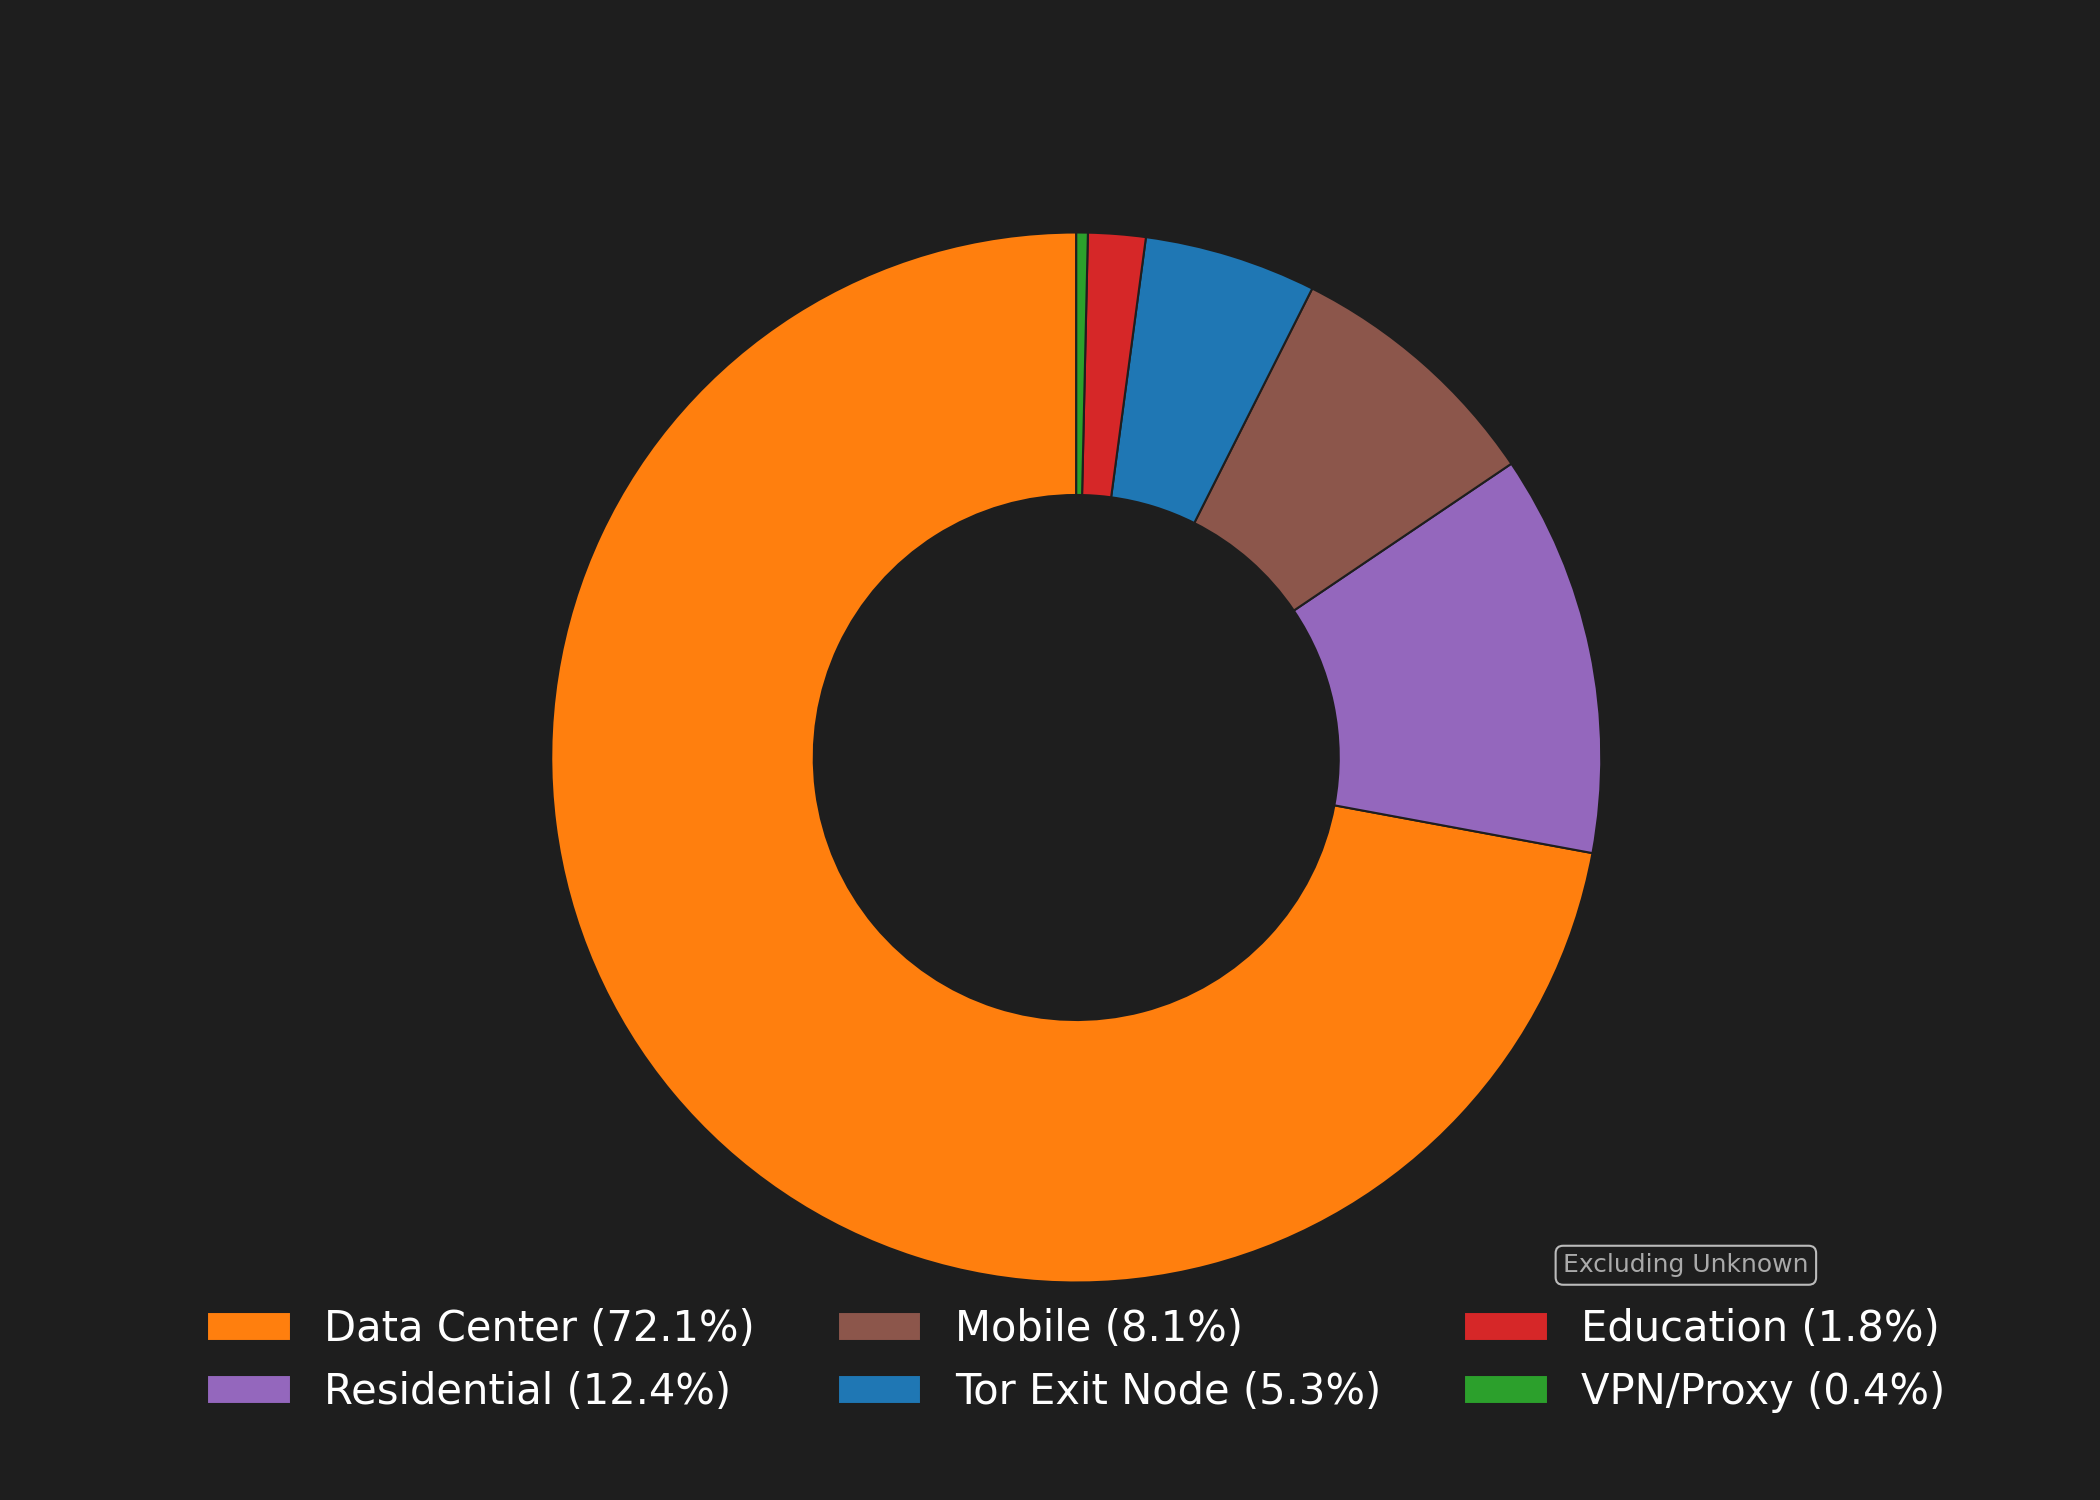 Excluding Unknown
Data Center (72.1%)
Residential (12.4%)
Mobile (8.1%)
Tor Exit Node (5.3%)
Education (1.8%)
VPN/Proxy (0.4%)